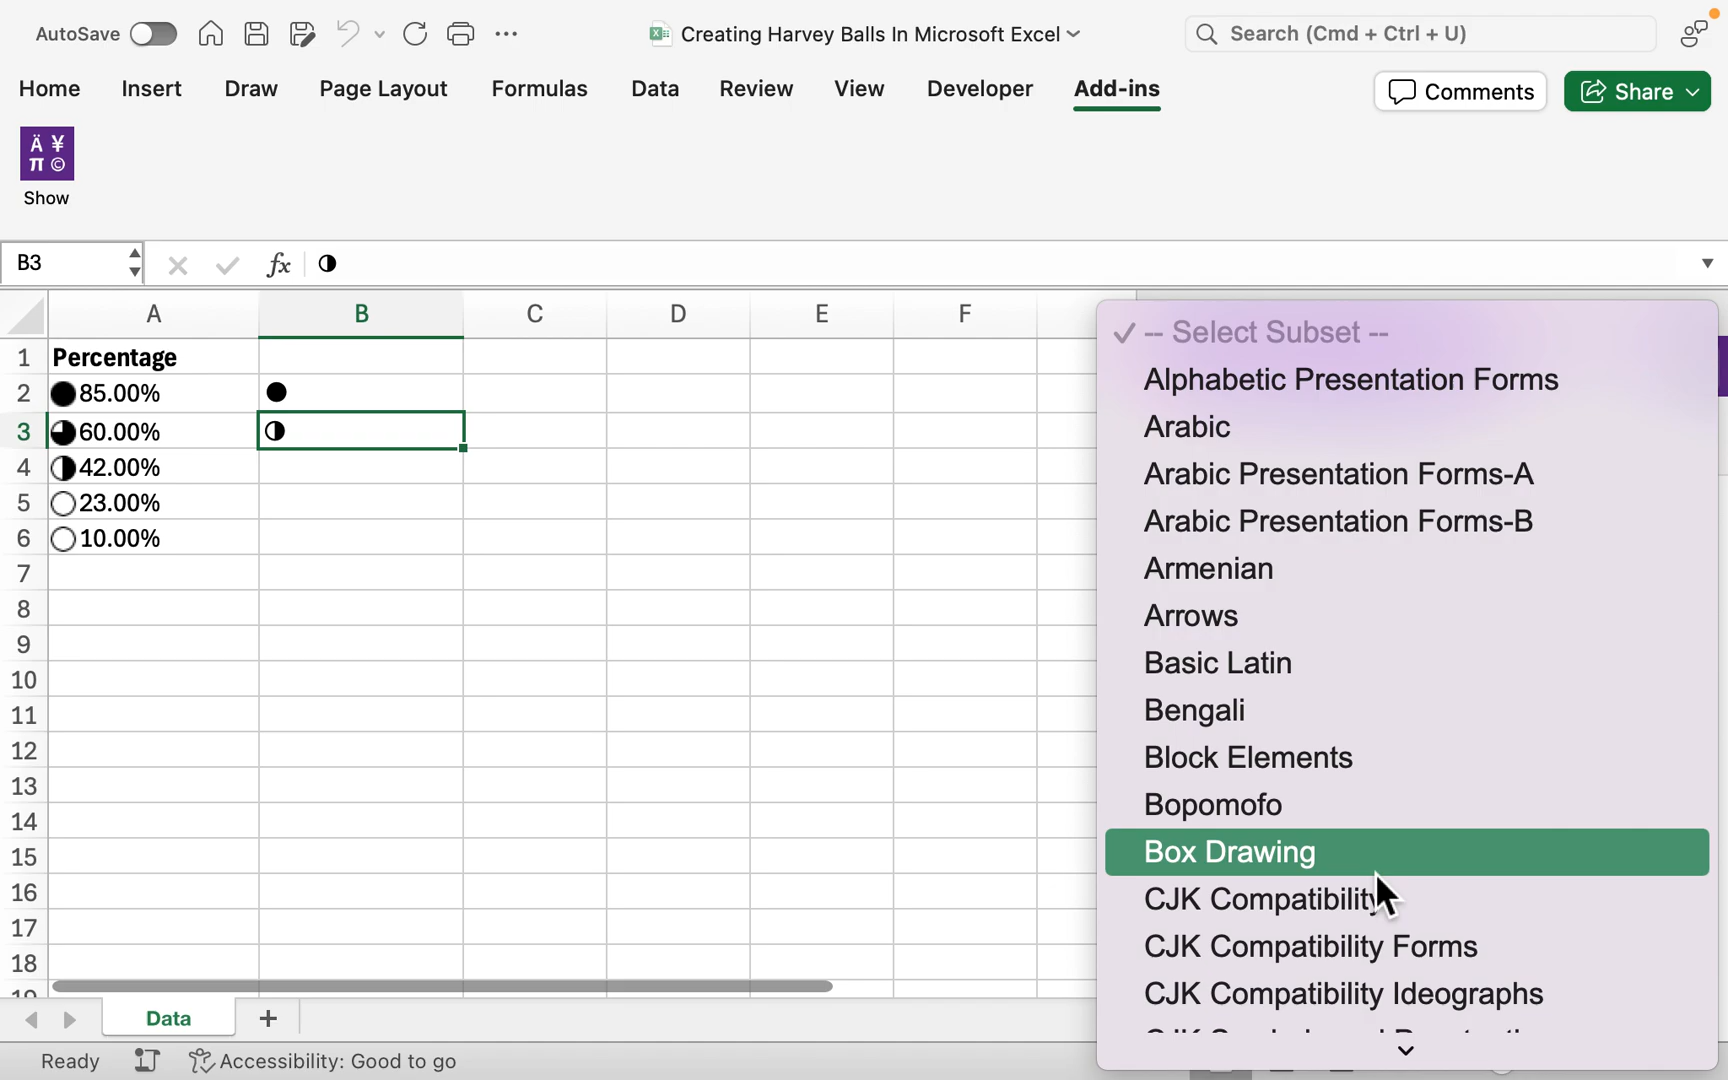 AutoSave
Creating Harvey Balls In Microsoft Excel
Search (Cmd + Ctrl + U)
Home Insert Draw Page Layout Formulas Data Review View Developer Add-ins
Comments
Share
Ä ¥
π ©
Show
B3
fx
◑
A B C D E F
1 Percentage
2 ● 85.00% ●
3 ◕ 60.00% ◑
4 ◑ 42.00%
5 ○ 23.00%
6 ○ 10.00%
7
8
9
10
11
12
13
14
15
16
17
18
✓ -- Select Subset --
Alphabetic Presentation Forms
Arabic
Arabic Presentation Forms-A
Arabic Presentation Forms-B
Armenian
Arrows
Basic Latin
Bengali
Block Elements
Bopomofo
Box Drawing
CJK Compatibility
CJK Compatibility Forms
CJK Compatibility Ideographs
Data +
Ready
Accessibility: Good to go